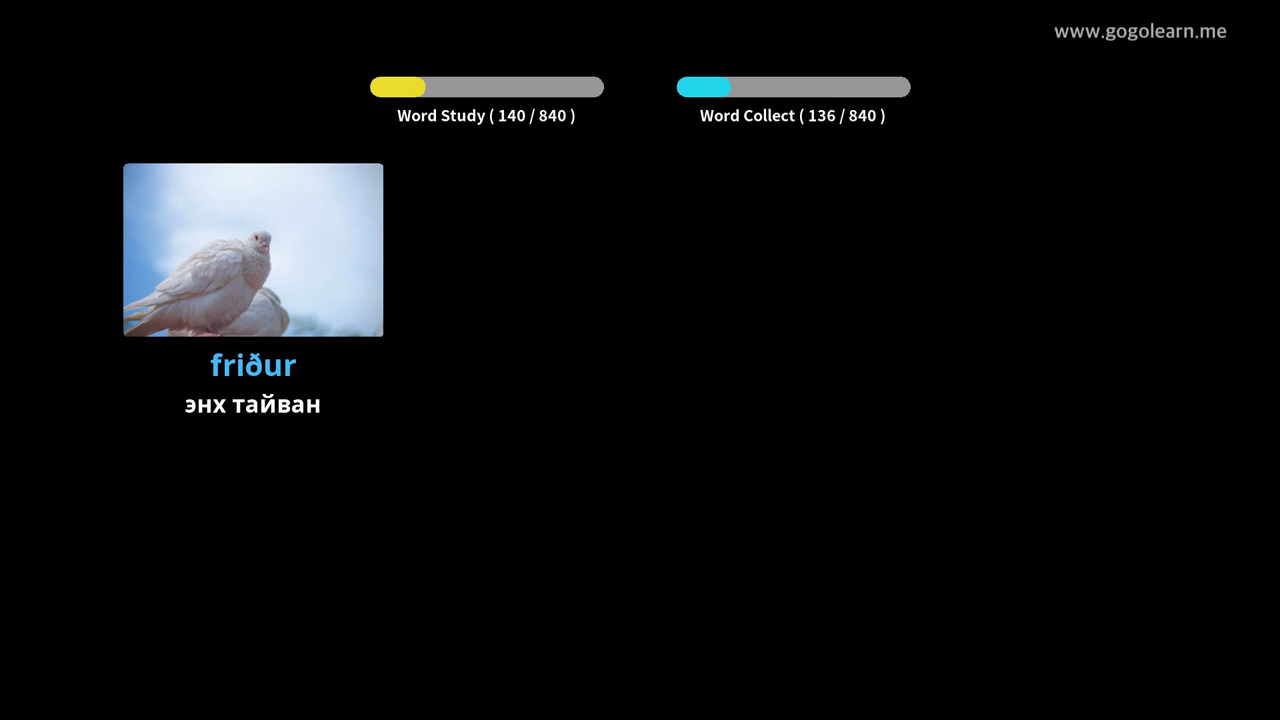 www.gogolearn.me
Word Study ( 140 / 840 )
Word Collect ( 136 / 840 )
friður
энх тайван